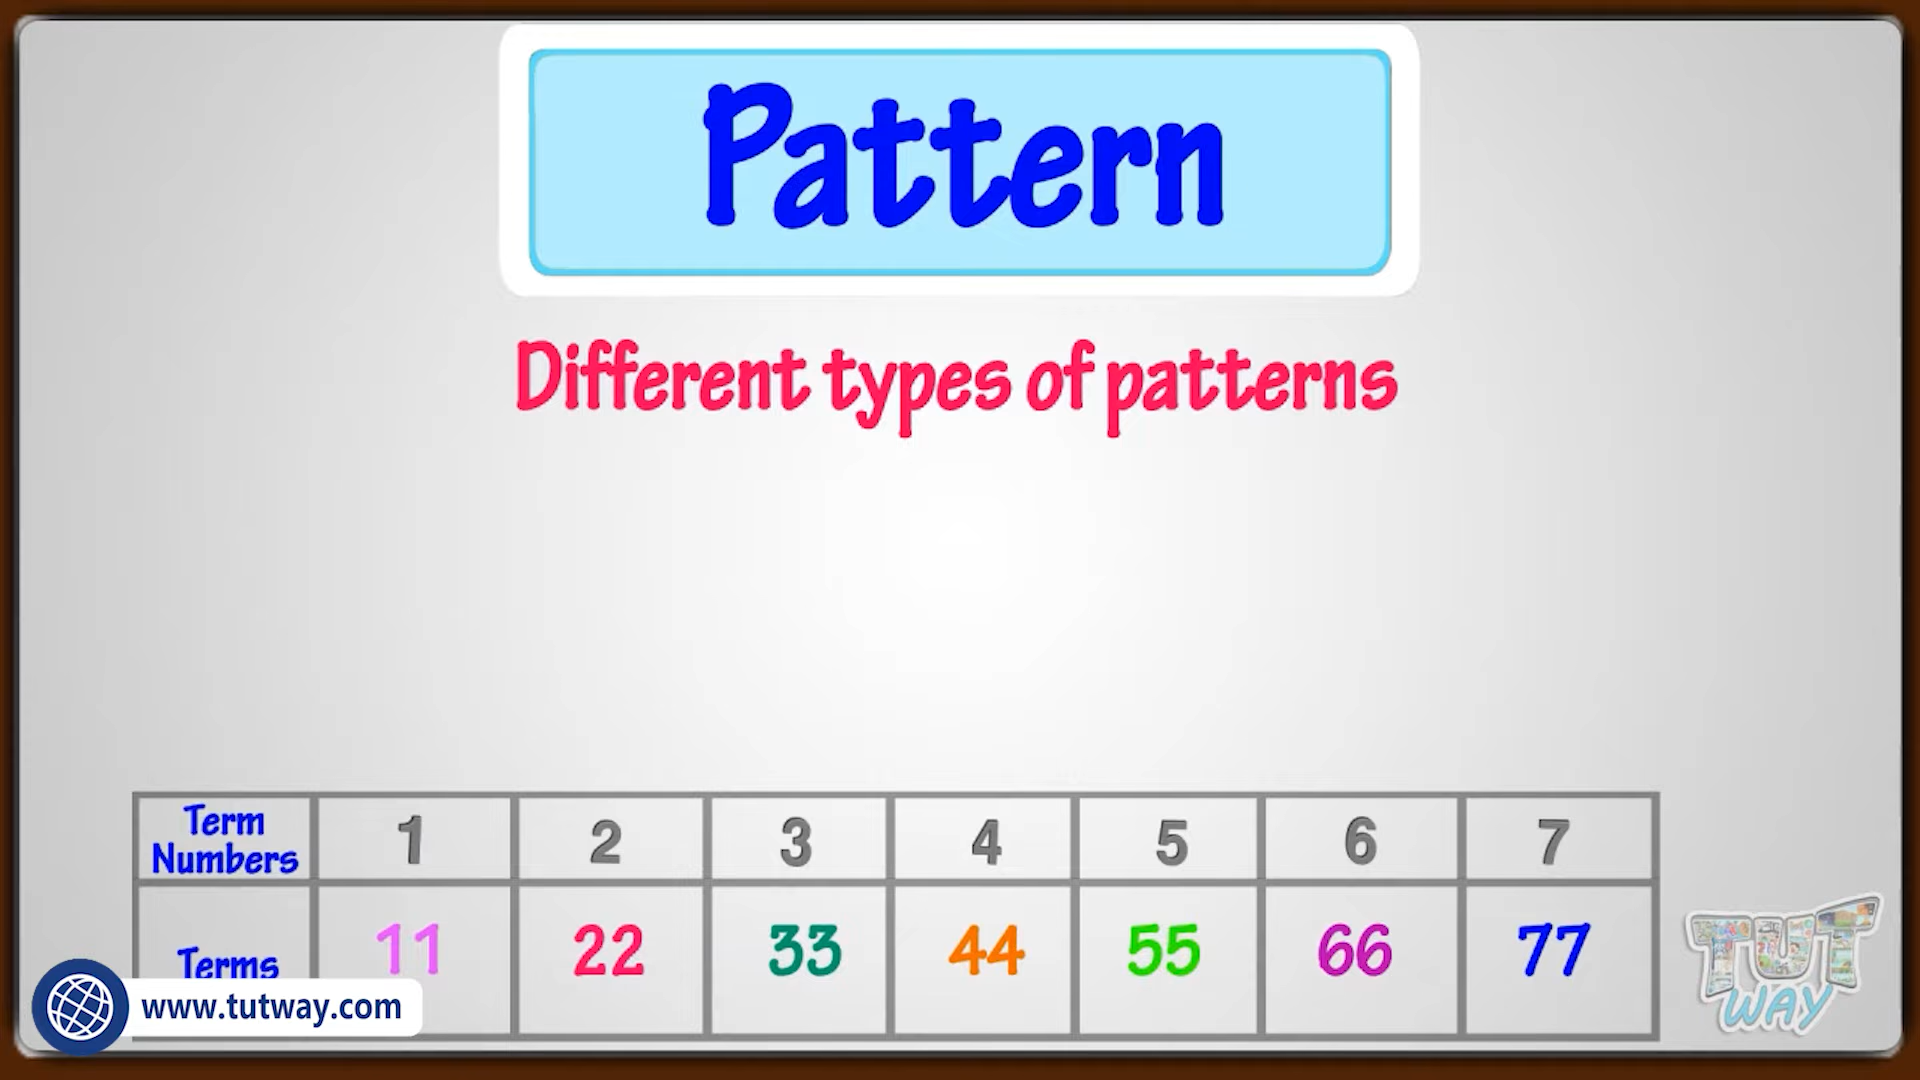 Pattern
Different types of patterns
Term
Numbers
1 2 3 4 5 6 7
Terms 11 22 33 44 55 66 77
www.tutway.com
TUT
WAY